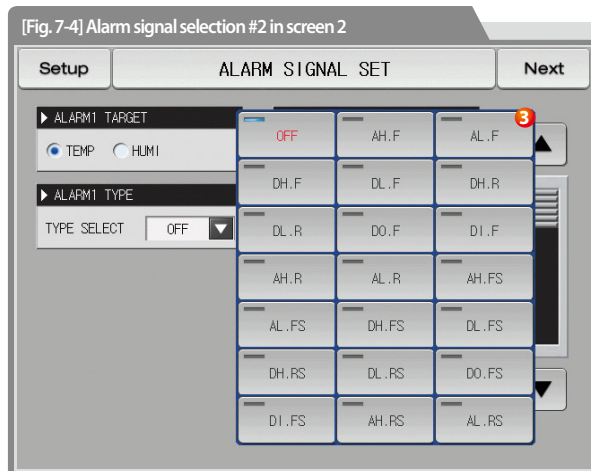 [Fig. 7-4] Alarm signal selection #2 in screen 2
Setup ALARM SIGNAL SET Next
ALARM1 TARGET
TEMP HUMI
ALARM1 TYPE
TYPE SELECT OFF
3
OFF AH.F AL.F
DH.F DL.F DH.R
DL.R DO.F DI.F
AH.R AL.R AH.FS
AL.FS DH.FS DL.FS
DH.RS DL.RS DO.FS
DI.FS AH.RS AL.RS